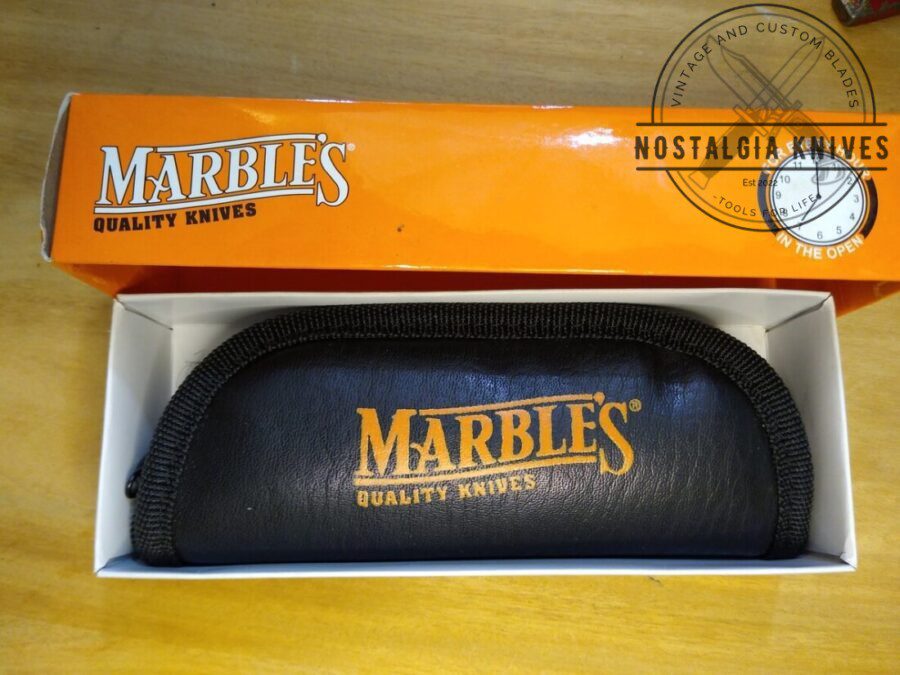 VINTAGE AND CUSTOM BLADES
NOSTALGIA KNIVES
Est 2022
-TOOLS FOR LIFE-
MARBLE'S®
QUALITY KNIVES
IN THE OPEN
MARBLE'S®
QUALITY KNIVES